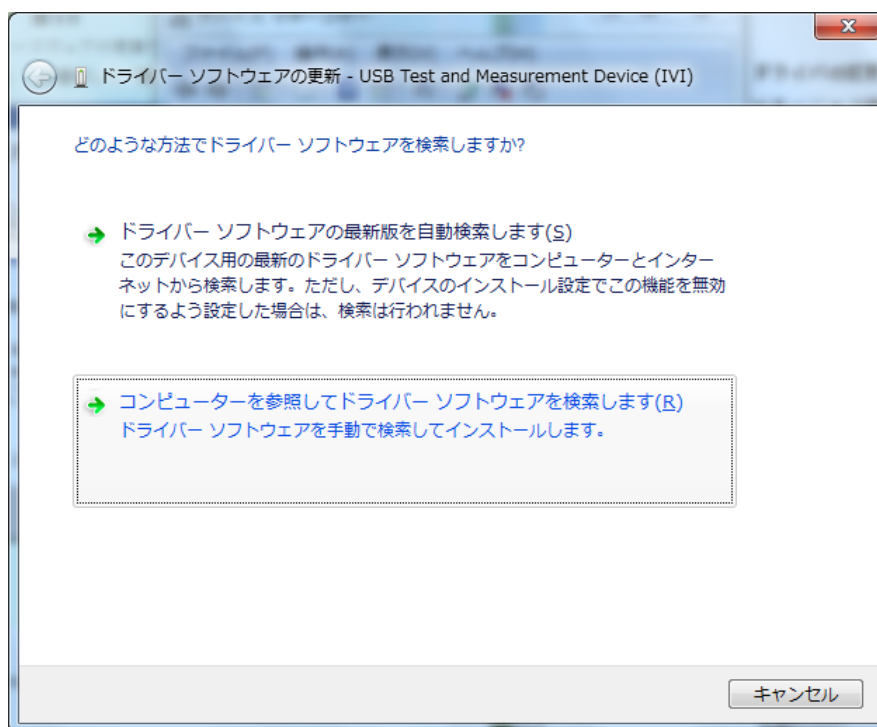 ドライバー ソフトウェアの更新 - USB Test and Measurement Device (IVI)
どのような方法でドライバー ソフトウェアを検索しますか?
ドライバー ソフトウェアの最新版を自動検索します(S)
このデバイス用の最新のドライバー ソフトウェアをコンピューターとインター
ネットから検索します。ただし、デバイスのインストール設定でこの機能を無効
にするよう設定した場合は、検索は行われません。
コンピューターを参照してドライバー ソフトウェアを検索します(R)
ドライバー ソフトウェアを手動で検索してインストールします。
キャンセル